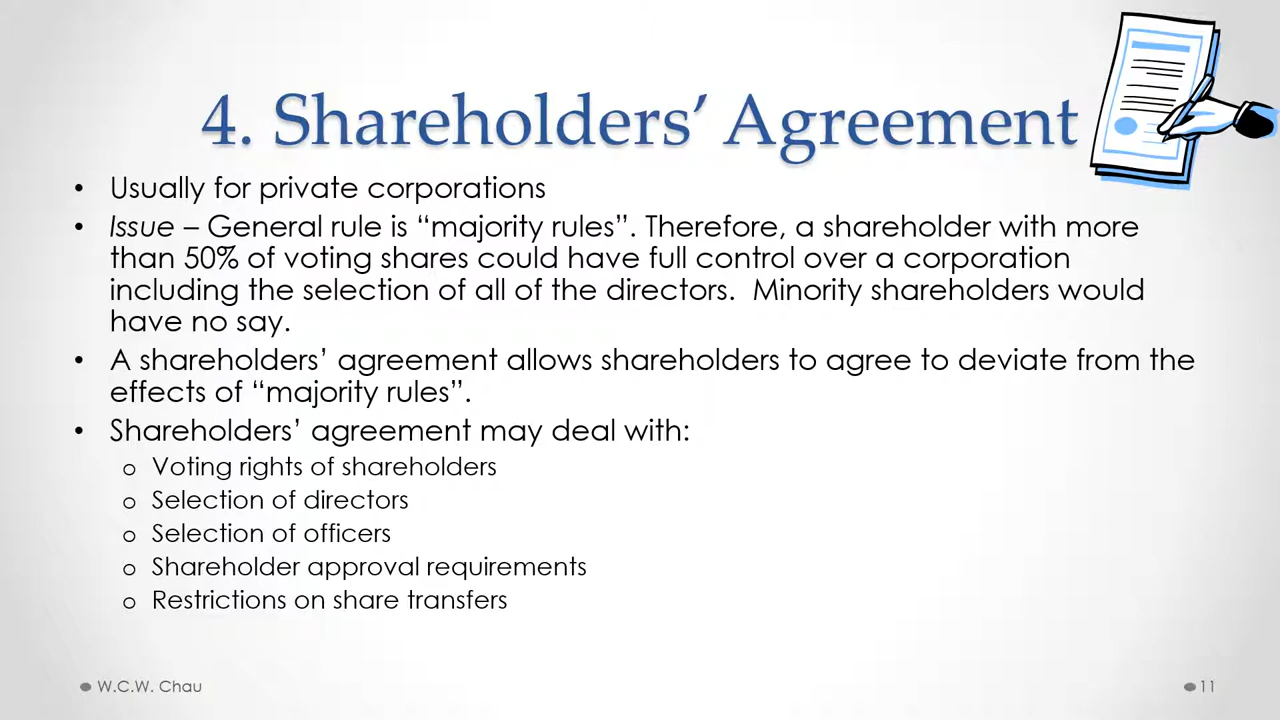 4. Shareholders’ Agreement
• Usually for private corporations
• Issue – General rule is “majority rules”. Therefore, a shareholder with more
than 50% of voting shares could have full control over a corporation
including the selection of all of the directors.  Minority shareholders would
have no say.
• A shareholders’ agreement allows shareholders to agree to deviate from the
effects of “majority rules”.
• Shareholders’ agreement may deal with:
o Voting rights of shareholders
o Selection of directors
o Selection of officers
o Shareholder approval requirements
o Restrictions on share transfers
W.C.W. Chau
11